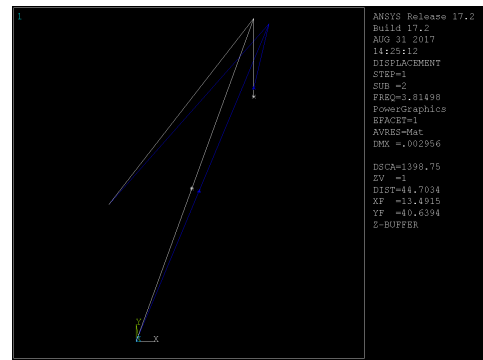 1
ANSYS Release 17.2
Build 17.2
AUG 31 2017
14:25:12
DISPLACEMENT
STEP=1
SUB =2
FREQ=3.81498
PowerGraphics
EFACET=1
AVRES=Mat
DMX =.002956
DSCA=1398.75
ZV =1
DIST=44.7034
XF =13.4915
YF =40.6394
Z-BUFFER
Y
X